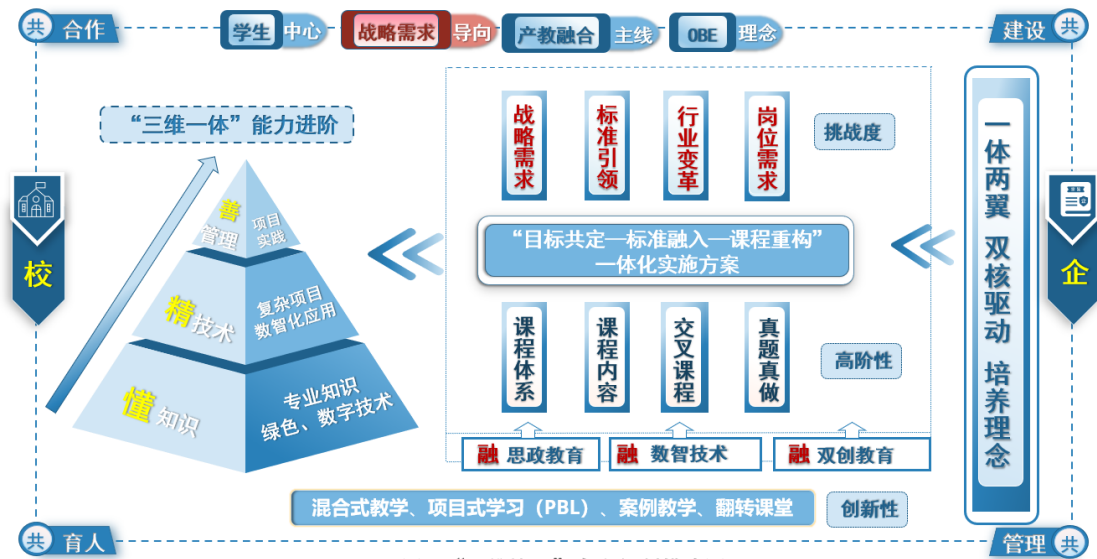 共 合作
学生 中心
战略需求 导向
产教融合 主线
OBE 理念
建设 共
“三维一体”能力进阶
善管理
项目
实践
精技术
复杂项目
数智化应用
懂知识
专业知识
绿色、数字技术
校
战略需求
标准引领
行业变革
岗位需求
挑战度
“目标共定—标准融入—课程重构”
一体化实施方案
课程体系
课程内容
交叉课程
真题真做
高阶性
融 思政教育
融 数智技术
融 双创教育
混合式教学、项目式学习（PBL）、案例教学、翻转课堂
创新性
一体两翼 双核驱动 培养理念
企
共 育人
管理 共